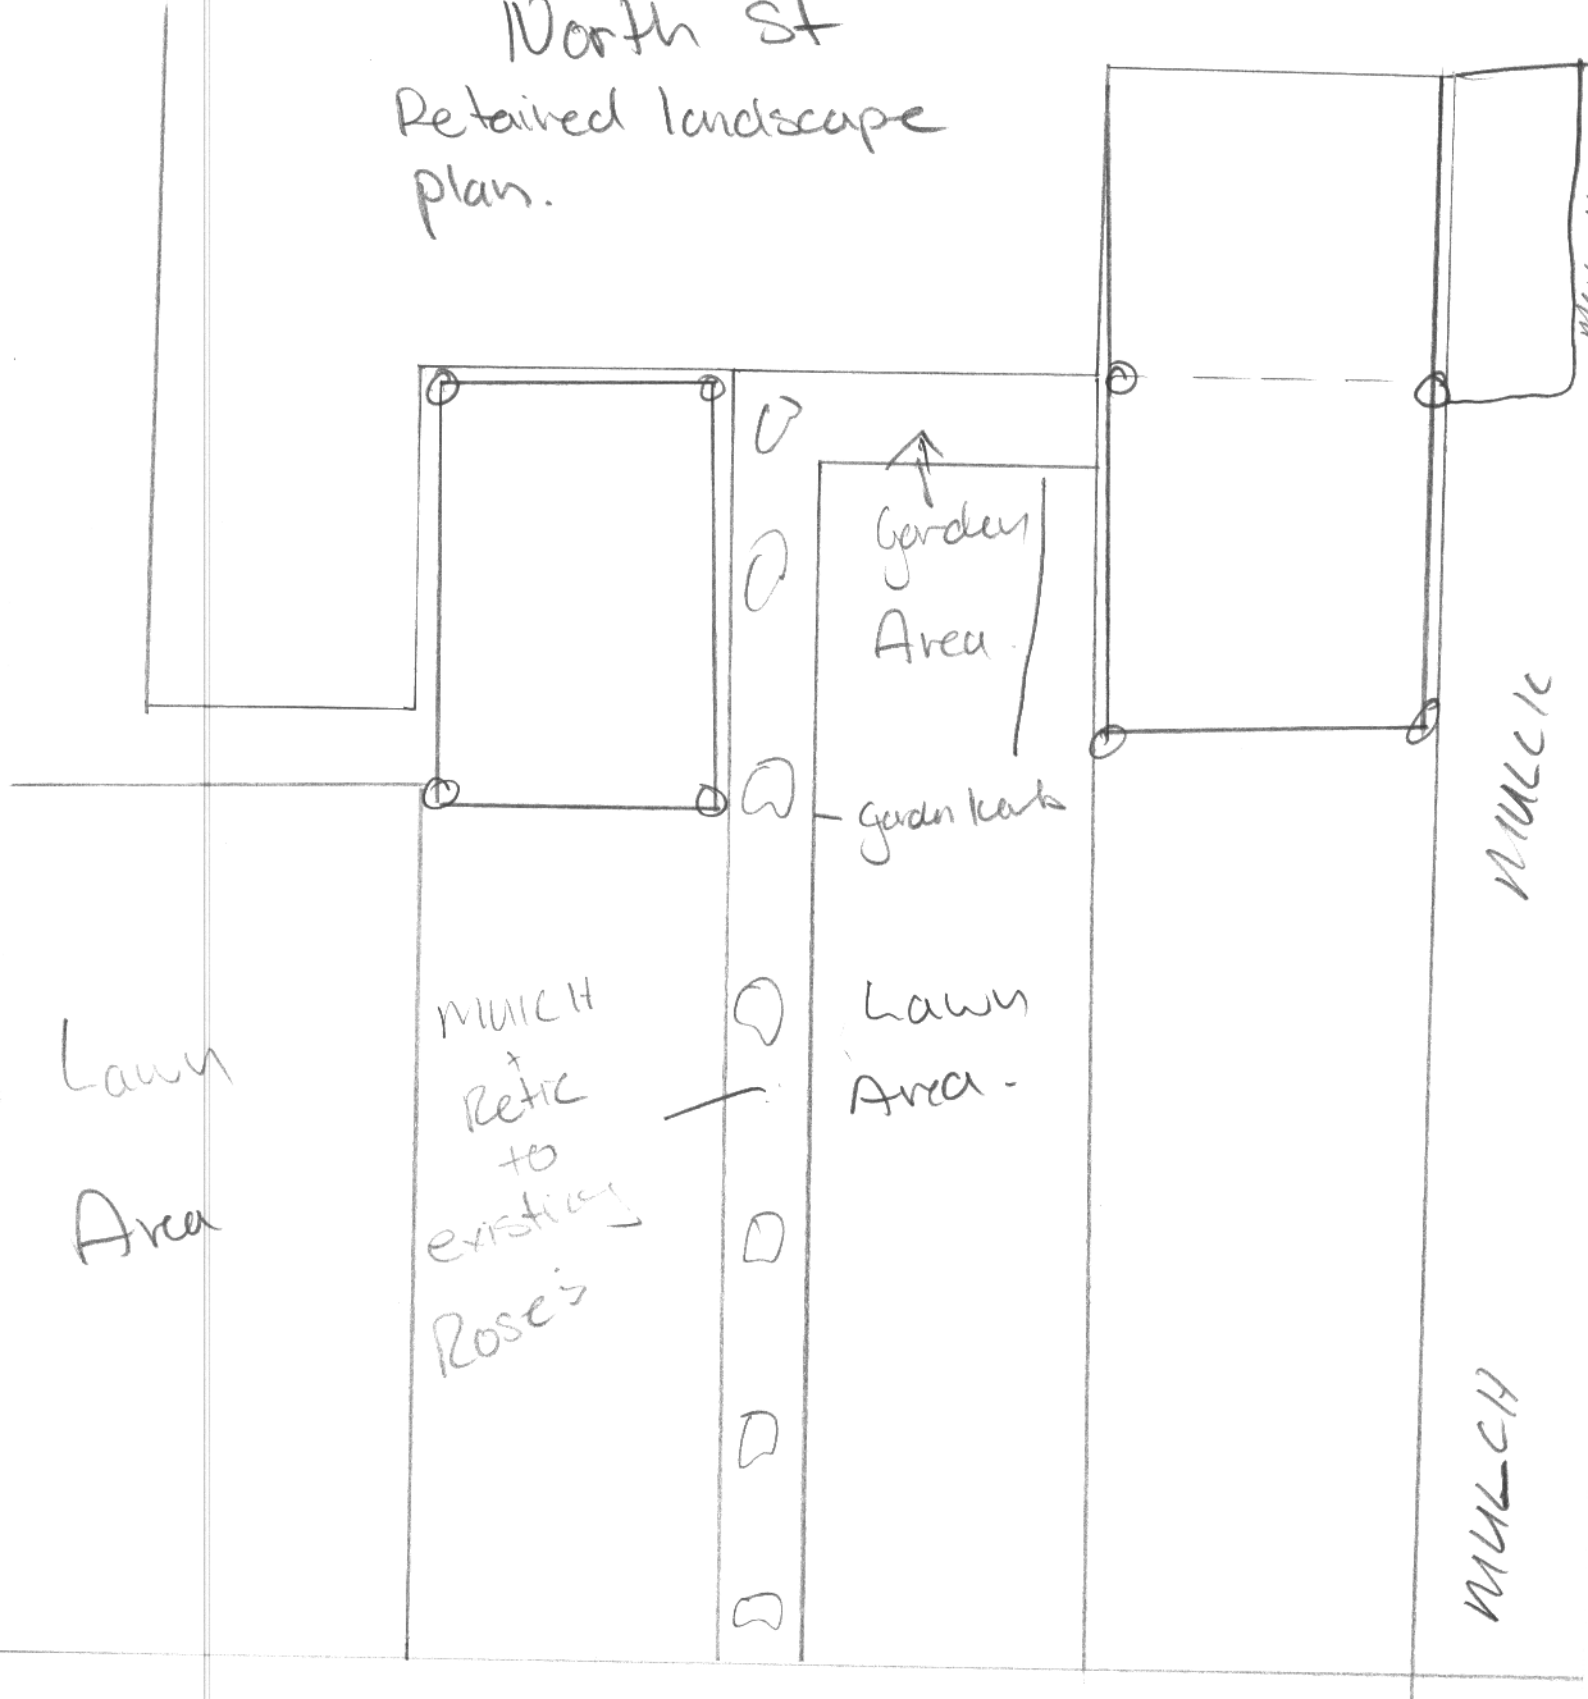 North St
Retained landscape
plan.
Garden
Area.
Garden kerb
MULCH
Lawn
Area
MULCH
+
Retic
to
existing
Rose's
Lawn
Area.
MULCH